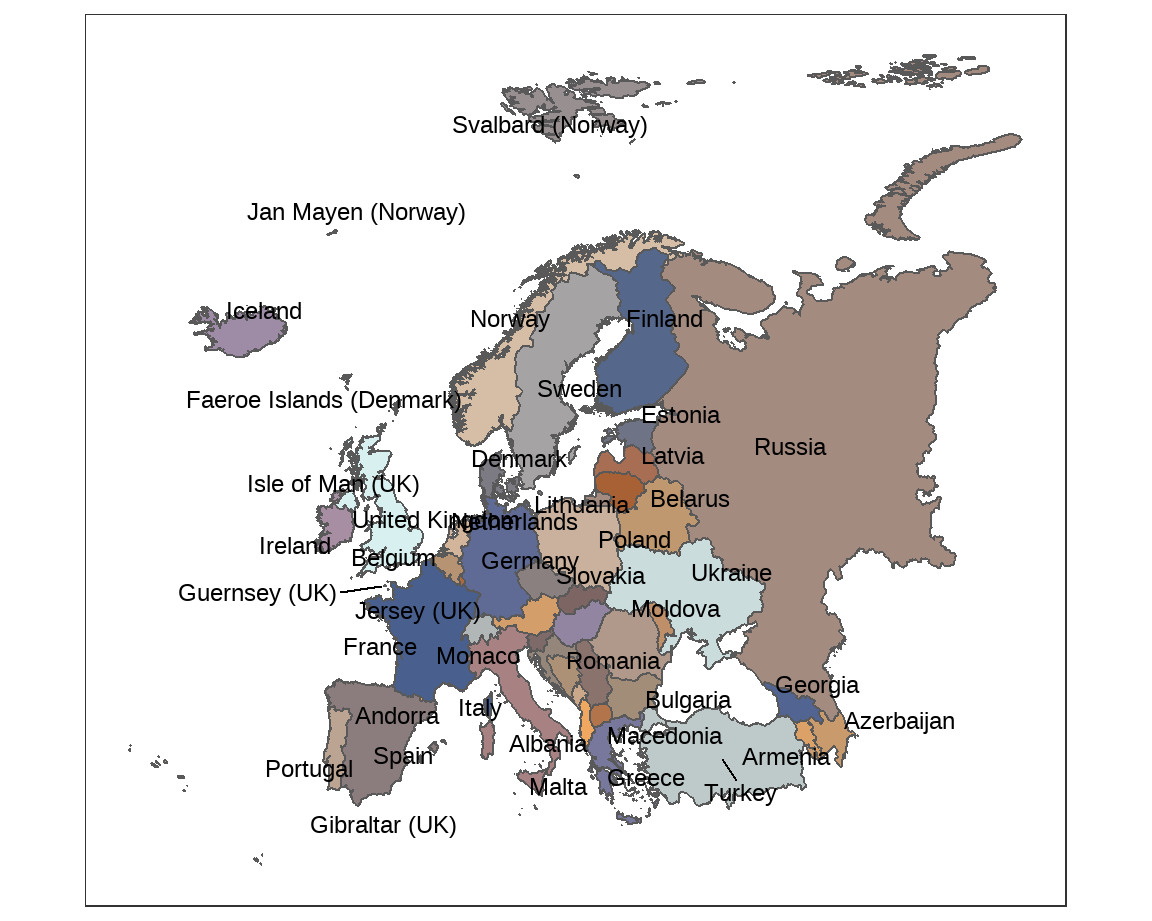 Svalbard (Norway)
Jan Mayen (Norway)
Iceland
Norway
Finland
Sweden
Faeroe Islands (Denmark)
Estonia
Russia
Latvia
Denmark
Isle of Man (UK)
Belarus
Lithuania
United Kingdom
Netherlands
Poland
Ireland
Belgium
Germany
Slovakia
Ukraine
Guernsey (UK)
Jersey (UK)
Moldova
France
Monaco
Romania
Georgia
Bulgaria
Italy
Andorra
Azerbaijan
Macedonia
Albania
Spain
Armenia
Portugal
Greece
Malta
Turkey
Gibraltar (UK)